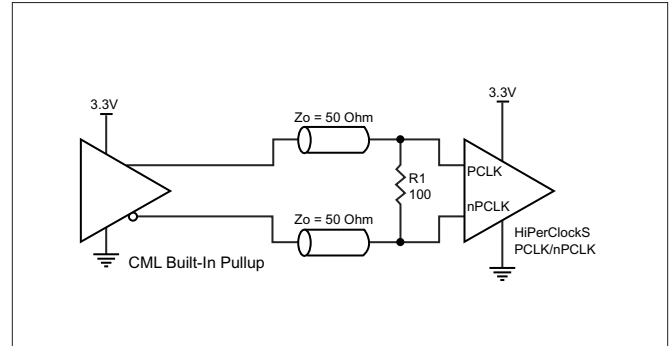 3.3V
Zo = 50 Ohm
3.3V
PCLK
R1
100
nPCLK
Zo = 50 Ohm
HiPerClockS
PCLK/nPCLK
CML Built-In Pullup